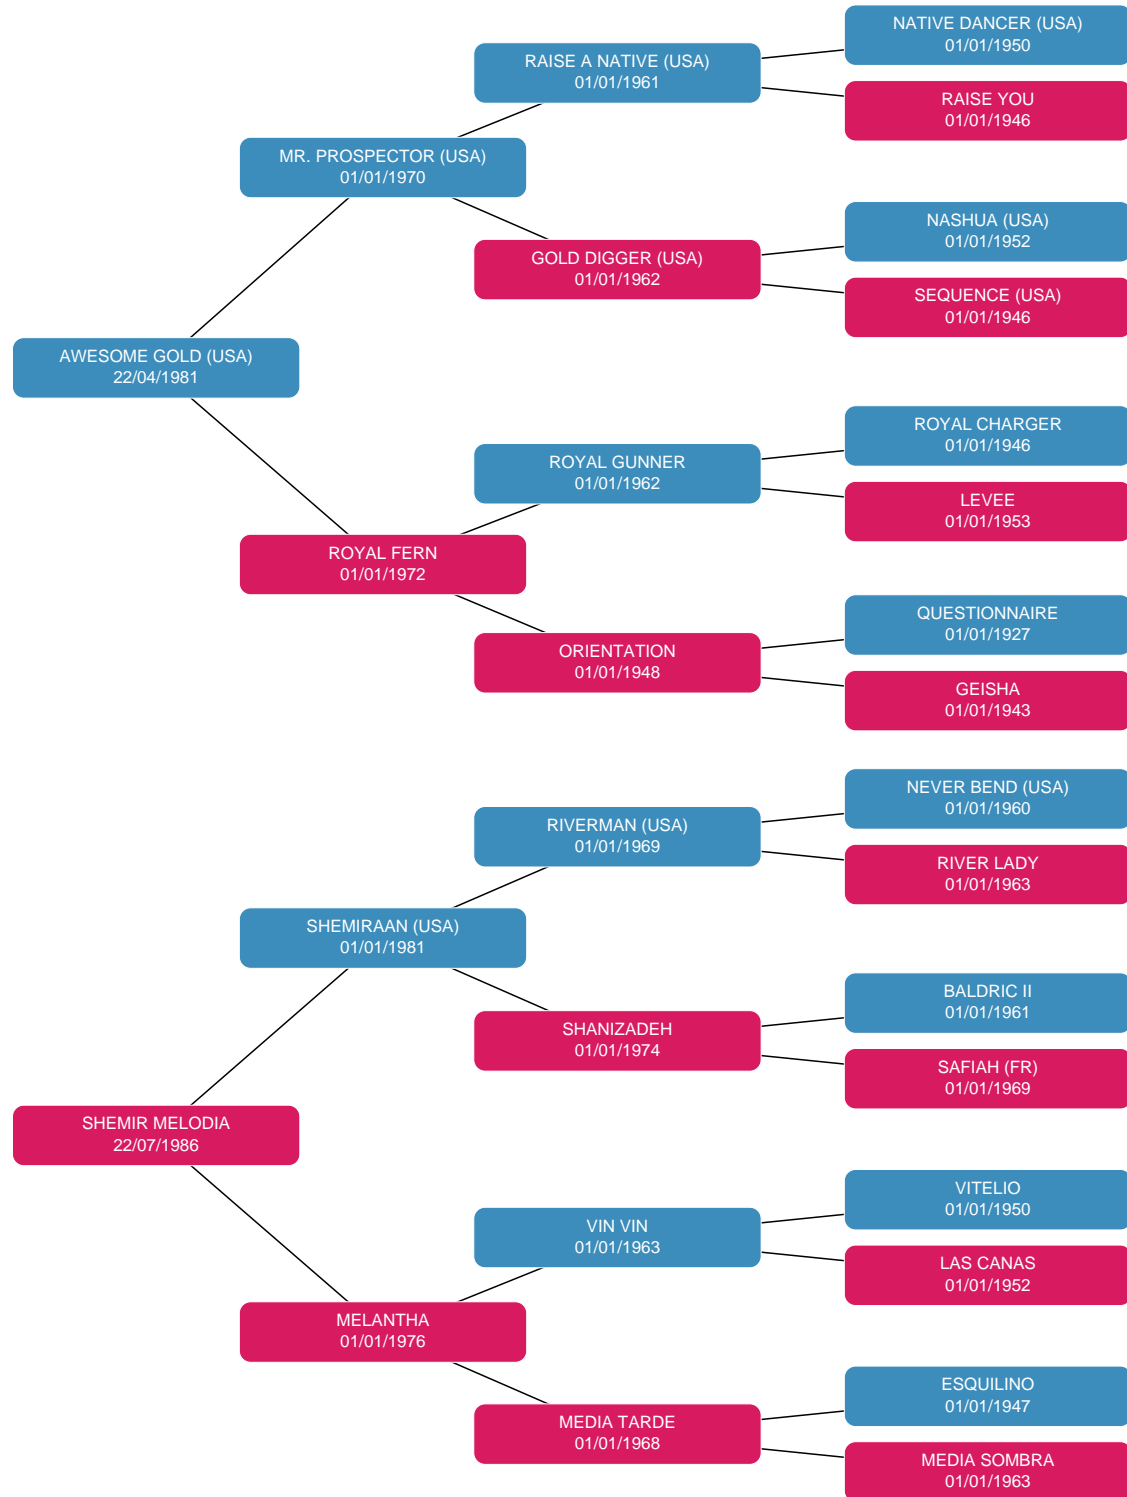 NATIVE DANCER (USA)
01/01/1950
RAISE A NATIVE (USA)
01/01/1961
RAISE YOU
01/01/1946
MR. PROSPECTOR (USA)
01/01/1970
NASHUA (USA)
01/01/1952
GOLD DIGGER (USA)
01/01/1962
SEQUENCE (USA)
01/01/1946
AWESOME GOLD (USA)
22/04/1981
ROYAL CHARGER
01/01/1946
ROYAL GUNNER
01/01/1962
LEVEE
01/01/1953
ROYAL FERN
01/01/1972
QUESTIONNAIRE
01/01/1927
ORIENTATION
01/01/1948
GEISHA
01/01/1943
NEVER BEND (USA)
01/01/1960
RIVERMAN (USA)
01/01/1969
RIVER LADY
01/01/1963
SHEMIRAAN (USA)
01/01/1981
BALDRIC II
01/01/1961
SHANIZADEH
01/01/1974
SAFIAH (FR)
01/01/1969
SHEMIR MELODIA
22/07/1986
VITELIO
01/01/1950
VIN VIN
01/01/1963
LAS CANAS
01/01/1952
MELANTHA
01/01/1976
ESQUILINO
01/01/1947
MEDIA TARDE
01/01/1968
MEDIA SOMBRA
01/01/1963